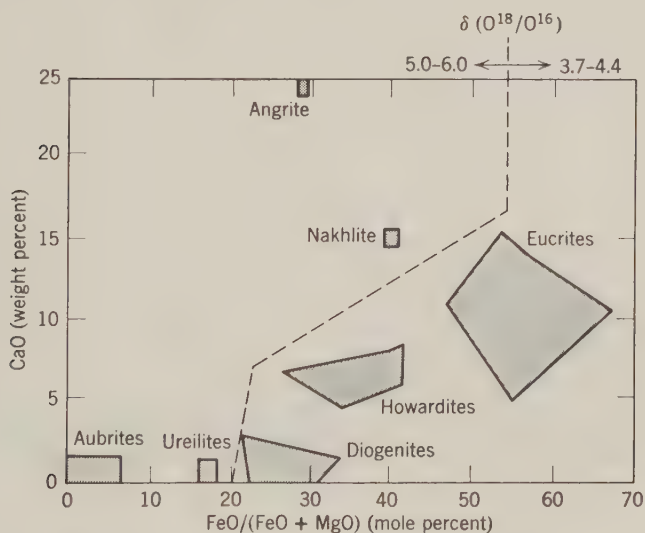 δ (O¹⁸/O¹⁶)
5.0–6.0 ⟷ 3.7–4.4
25
Angrite
20
CaO (weight percent)
15
Nakhlite
Eucrites
10
5
Howardites
Aubrites
Ureilites
Diogenites
0
0 10 20 30 40 50 60 70
FeO/(FeO + MgO) (mole percent)